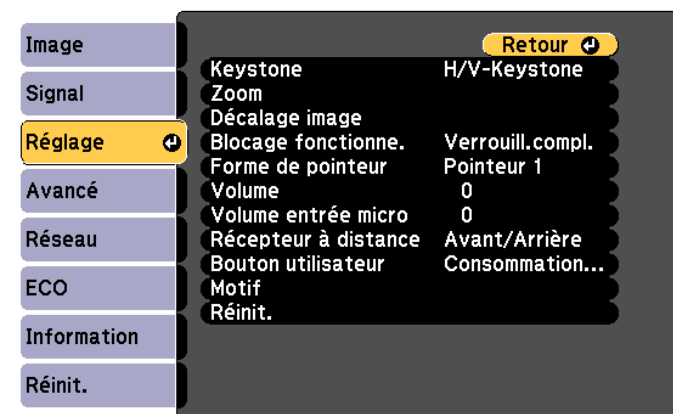 Image
Signal
Réglage
Avancé
Réseau
ECO
Information
Réinit.
Retour
Keystone H/V-Keystone
Zoom
Décalage image
Blocage fonctionne. Verrouill.compl.
Forme de pointeur Pointeur 1
Volume 0
Volume entrée micro 0
Récepteur à distance Avant/Arrière
Bouton utilisateur Consommation...
Motif
Réinit.